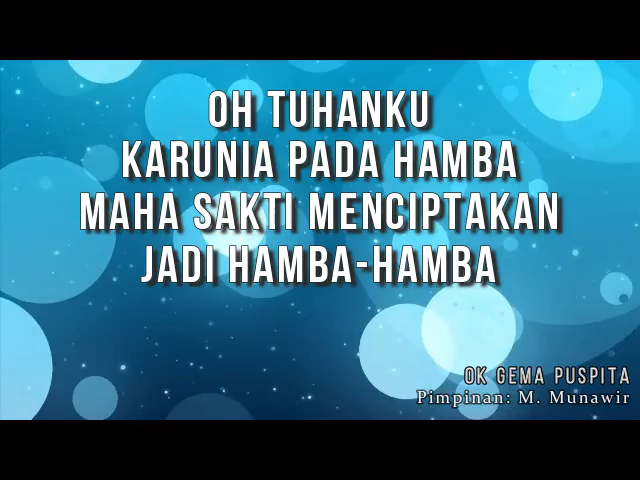 OH TUHANKU
KARUNIA PADA HAMBA
MAHA SAKTI MENCIPTAKAN
JADI HAMBA-HAMBA
OK GEMA PUSPITA
Pimpinan: M. Munawir